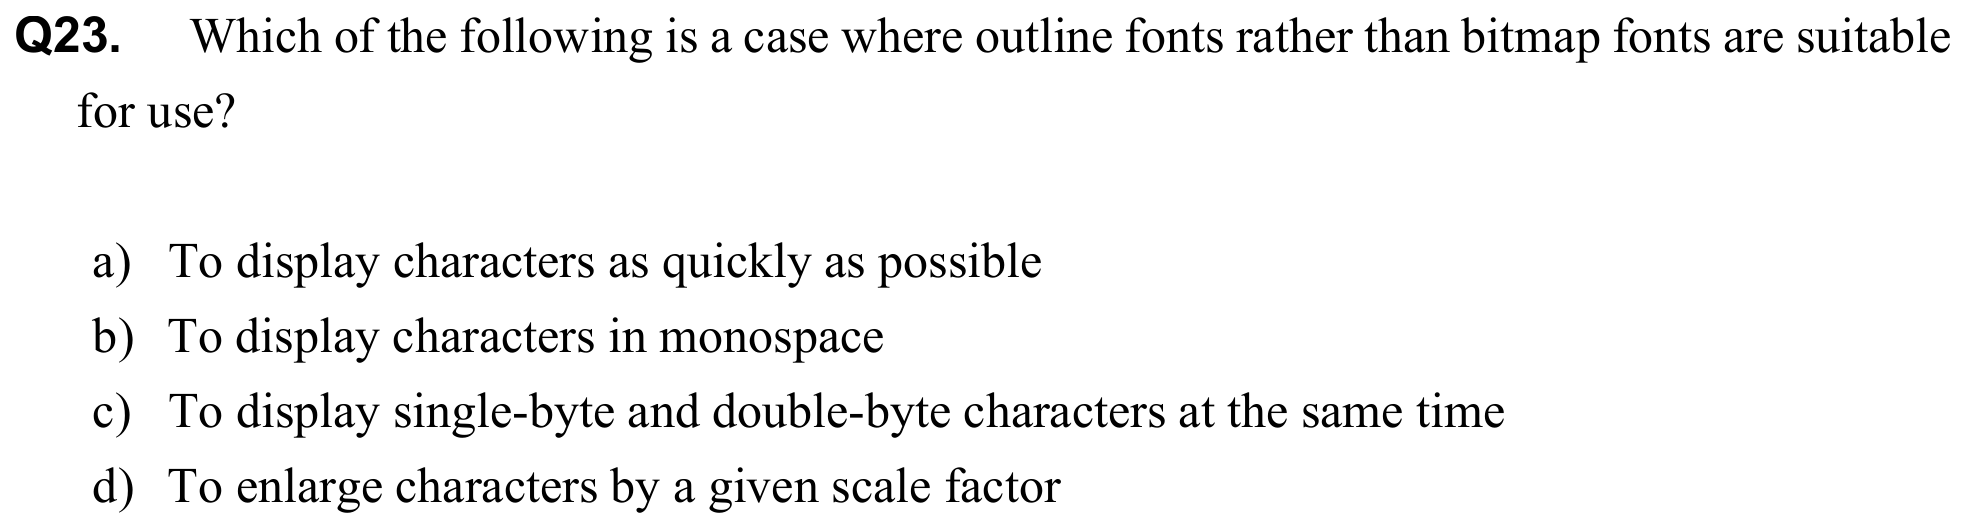 Q23. Which of the following is a case where outline fonts rather than bitmap fonts are suitable
for use?
a) To display characters as quickly as possible
b) To display characters in monospace
c) To display single-byte and double-byte characters at the same time
d) To enlarge characters by a given scale factor